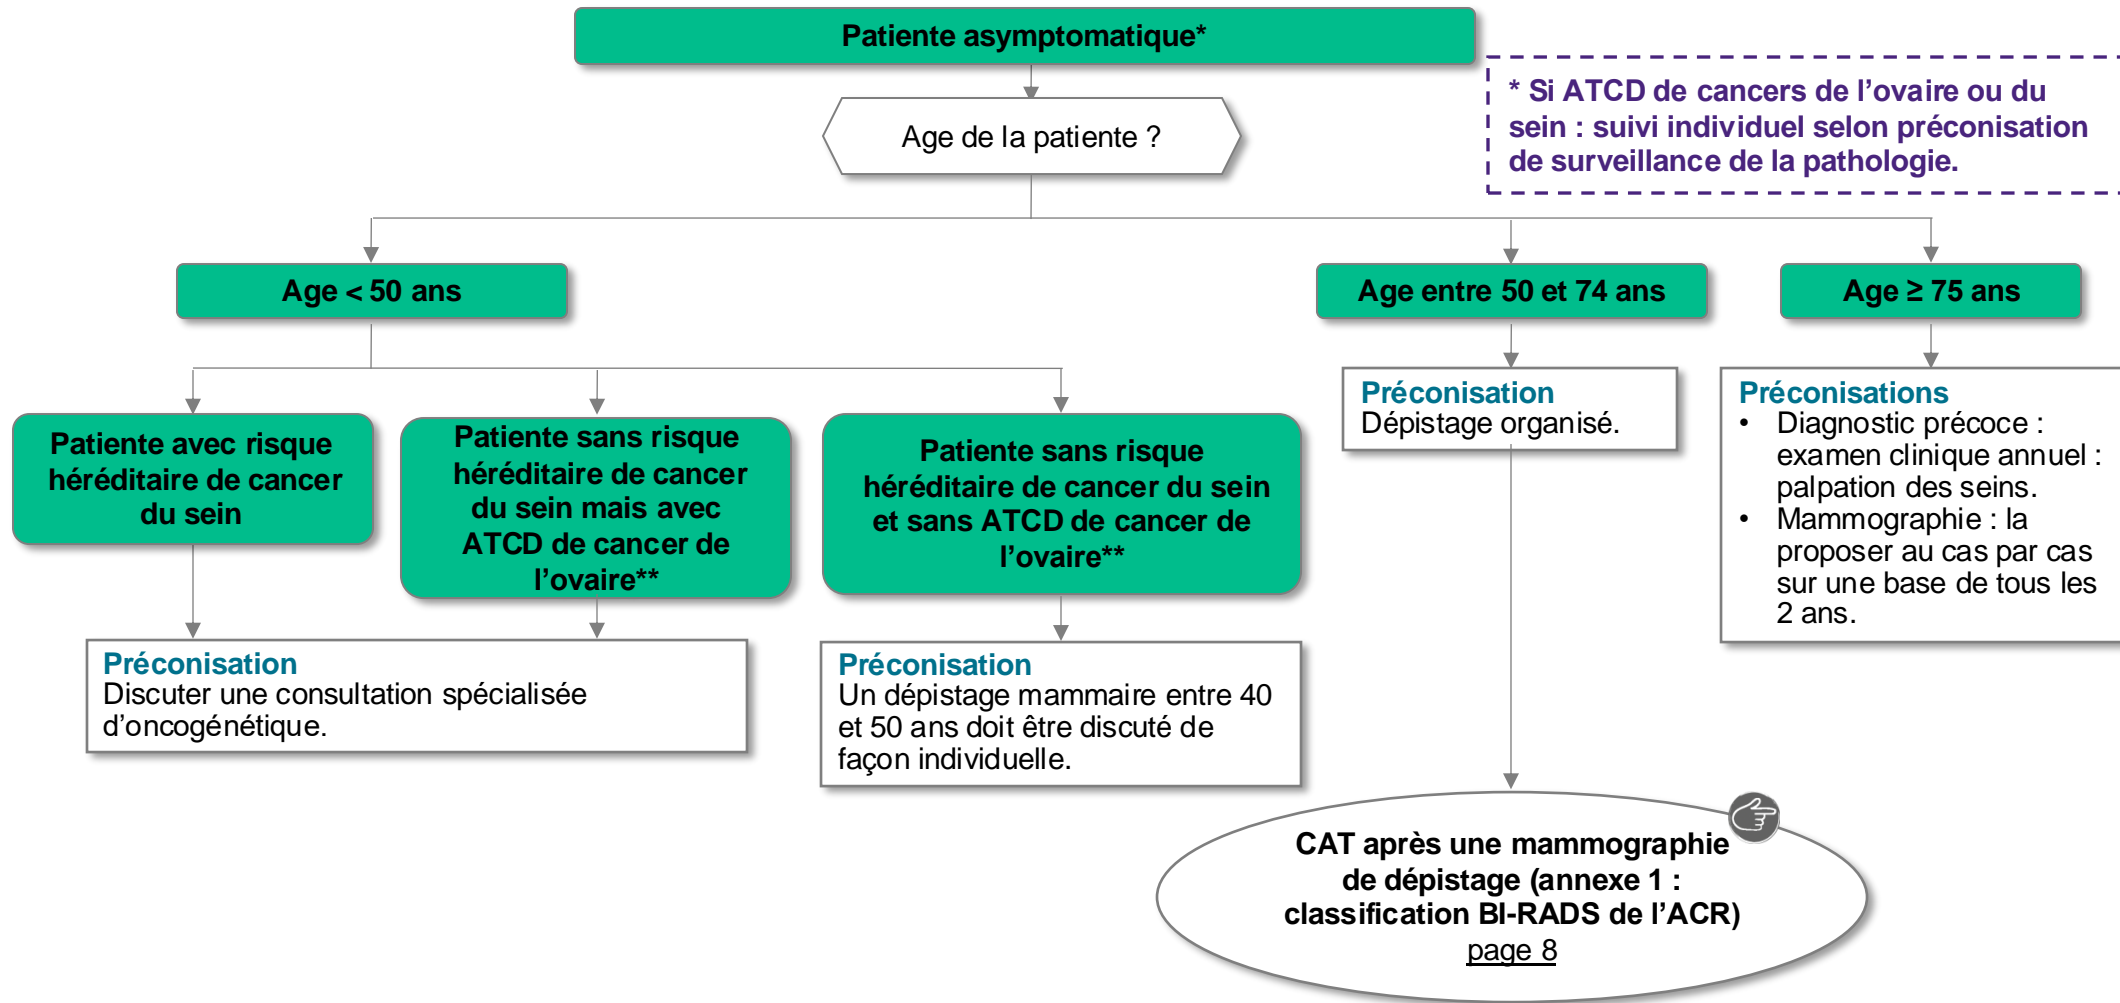 Patiente asymptomatique*
* Si ATCD de cancers de l’ovaire ou du
sein : suivi individuel selon préconisation
de surveillance de la pathologie.
Age de la patiente ?
Age < 50 ans
Age entre 50 et 74 ans
Age ≥ 75 ans
Patiente avec risque
héréditaire de cancer
du sein
Patiente sans risque
héréditaire de cancer
du sein mais avec
ATCD de cancer de
l’ovaire**
Patiente sans risque
héréditaire de cancer du sein
et sans ATCD de cancer de
l’ovaire**
Préconisation
Dépistage organisé.
Préconisations
• Diagnostic précoce :
examen clinique annuel :
palpation des seins.
• Mammographie : la
proposer au cas par cas
sur une base de tous les
2 ans.
Préconisation
Discuter une consultation spécialisée
d’oncogénétique.
Préconisation
Un dépistage mammaire entre 40
et 50 ans doit être discuté de
façon individuelle.
CAT après une mammographie
de dépistage (annexe 1 :
classification BI-RADS de l’ACR)
page 8